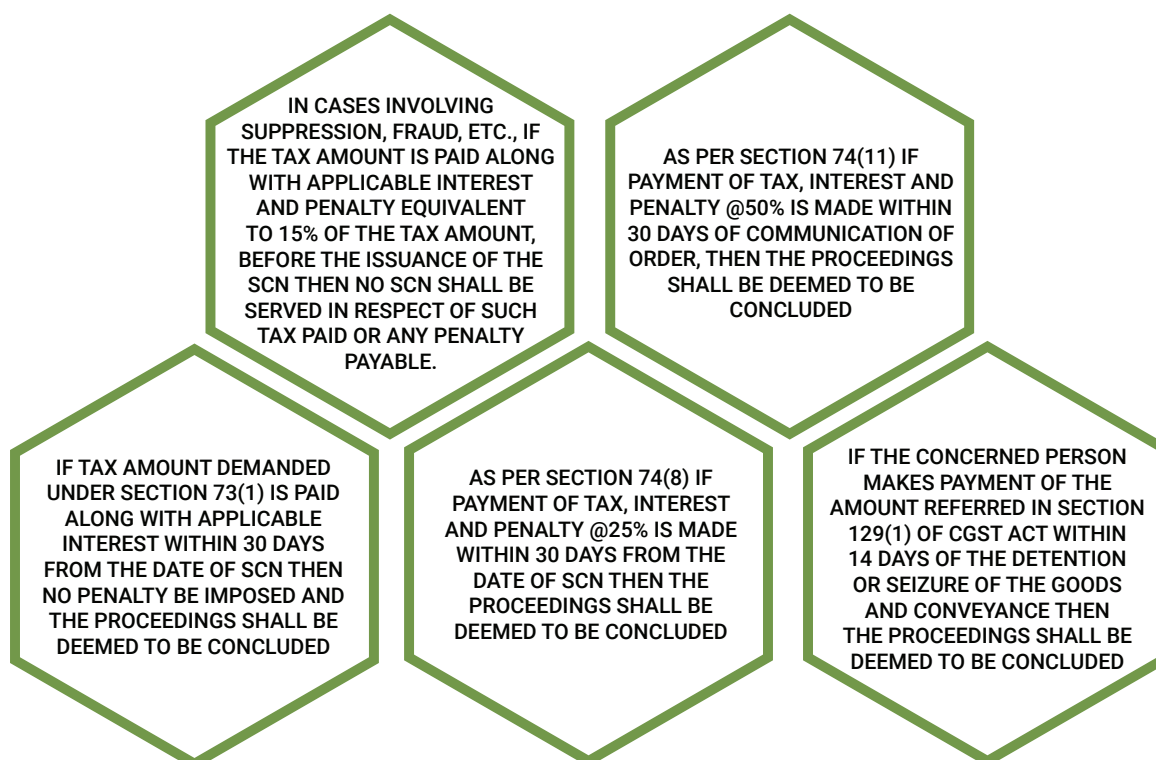 IN CASES INVOLVING
SUPPRESSION, FRAUD, ETC., IF
THE TAX AMOUNT IS PAID ALONG
WITH APPLICABLE INTEREST
AND PENALTY EQUIVALENT
TO 15% OF THE TAX AMOUNT,
BEFORE THE ISSUANCE OF THE
SCN THEN NO SCN SHALL BE
SERVED IN RESPECT OF SUCH
TAX PAID OR ANY PENALTY
PAYABLE.
AS PER SECTION 74(11) IF
PAYMENT OF TAX, INTEREST AND
PENALTY @50% IS MADE WITHIN
30 DAYS OF COMMUNICATION OF
ORDER, THEN THE PROCEEDINGS
SHALL BE DEEMED TO BE
CONCLUDED
IF TAX AMOUNT DEMANDED
UNDER SECTION 73(1) IS PAID
ALONG WITH APPLICABLE
INTEREST WITHIN 30 DAYS
FROM THE DATE OF SCN THEN
NO PENALTY BE IMPOSED AND
THE PROCEEDINGS SHALL BE
DEEMED TO BE CONCLUDED
AS PER SECTION 74(8) IF
PAYMENT OF TAX, INTEREST
AND PENALTY @25% IS MADE
WITHIN 30 DAYS FROM THE
DATE OF SCN THEN THE
PROCEEDINGS SHALL BE
DEEMED TO BE CONCLUDED
IF THE CONCERNED PERSON
MAKES PAYMENT OF THE
AMOUNT REFERRED IN SECTION
129(1) OF CGST ACT WITHIN
14 DAYS OF THE DETENTION
OR SEIZURE OF THE GOODS
AND CONVEYANCE THEN
THE PROCEEDINGS SHALL BE
DEEMED TO BE CONCLUDED